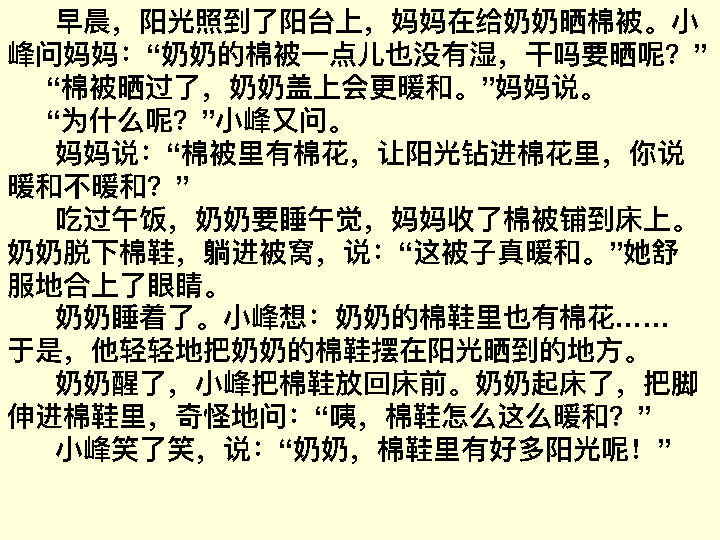 早晨，阳光照到了阳台上，妈妈在给奶奶晒棉被。小
峰问妈妈：“奶奶的棉被一点儿也没有湿，干吗要晒呢？”
“棉被晒过了，奶奶盖上会更暖和。”妈妈说。
“为什么呢？”小峰又问。
妈妈说：“棉被里有棉花，让阳光钻进棉花里，你说
暖和不暖和？”
吃过午饭，奶奶要睡午觉，妈妈收了棉被铺到床上。
奶奶脱下棉鞋，躺进被窝，说：“这被子真暖和。”她舒
服地合上了眼睛。
奶奶睡着了。小峰想：奶奶的棉鞋里也有棉花……
于是，他轻轻地把奶奶的棉鞋摆在阳光晒到的地方。
奶奶醒了，小峰把棉鞋放回床前。奶奶起床了，把脚
伸进棉鞋里，奇怪地问：“咦，棉鞋怎么这么暖和？”
小峰笑了笑，说：“奶奶，棉鞋里有好多阳光呢！”